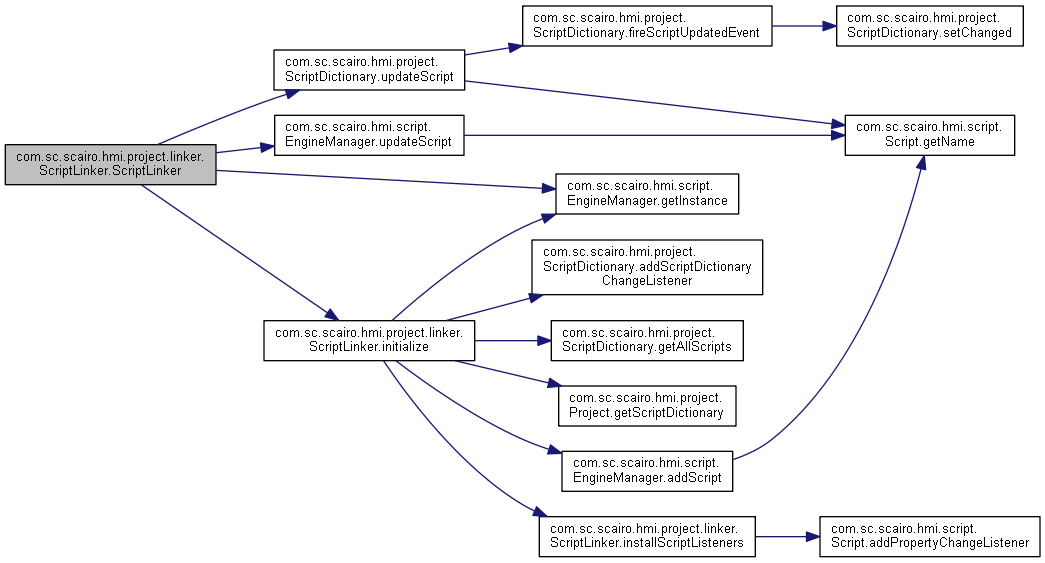 com.sc.scairo.hmi.project.linker.
ScriptLinker.ScriptLinker
com.sc.scairo.hmi.project.
ScriptDictionary.updateScript
com.sc.scairo.hmi.project.
ScriptDictionary.fireScriptUpdatedEvent
com.sc.scairo.hmi.project.
ScriptDictionary.setChanged
com.sc.scairo.hmi.script.
EngineManager.updateScript
com.sc.scairo.hmi.script.
Script.getName
com.sc.scairo.hmi.script.
EngineManager.getInstance
com.sc.scairo.hmi.project.linker.
ScriptLinker.initialize
com.sc.scairo.hmi.project.
ScriptDictionary.addScriptDictionary
ChangeListener
com.sc.scairo.hmi.project.
ScriptDictionary.getAllScripts
com.sc.scairo.hmi.project.
Project.getScriptDictionary
com.sc.scairo.hmi.script.
EngineManager.addScript
com.sc.scairo.hmi.project.linker.
ScriptLinker.installScriptListeners
com.sc.scairo.hmi.script.
Script.addPropertyChangeListener